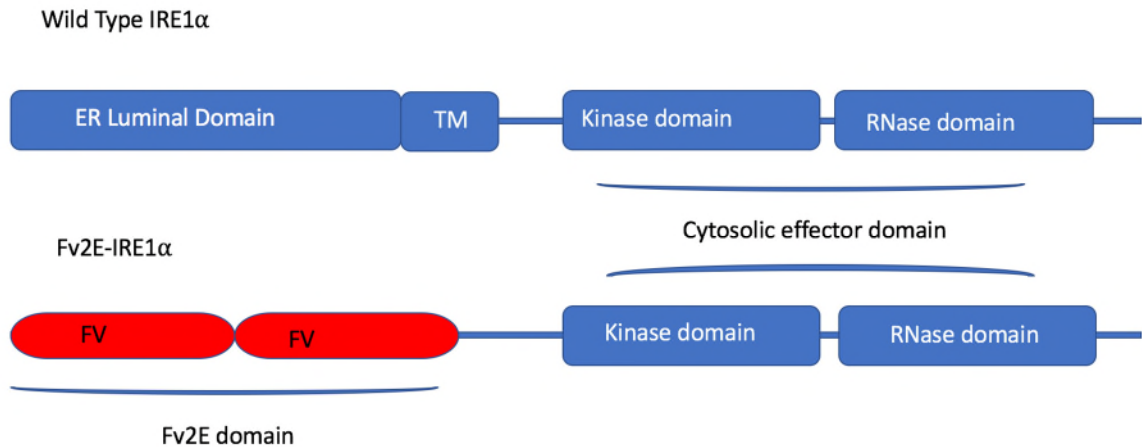 Wild Type IRE1α
ER Luminal Domain TM Kinase domain RNase domain
Cytosolic effector domain
Fv2E-IRE1α
FV FV Kinase domain RNase domain
Fv2E domain